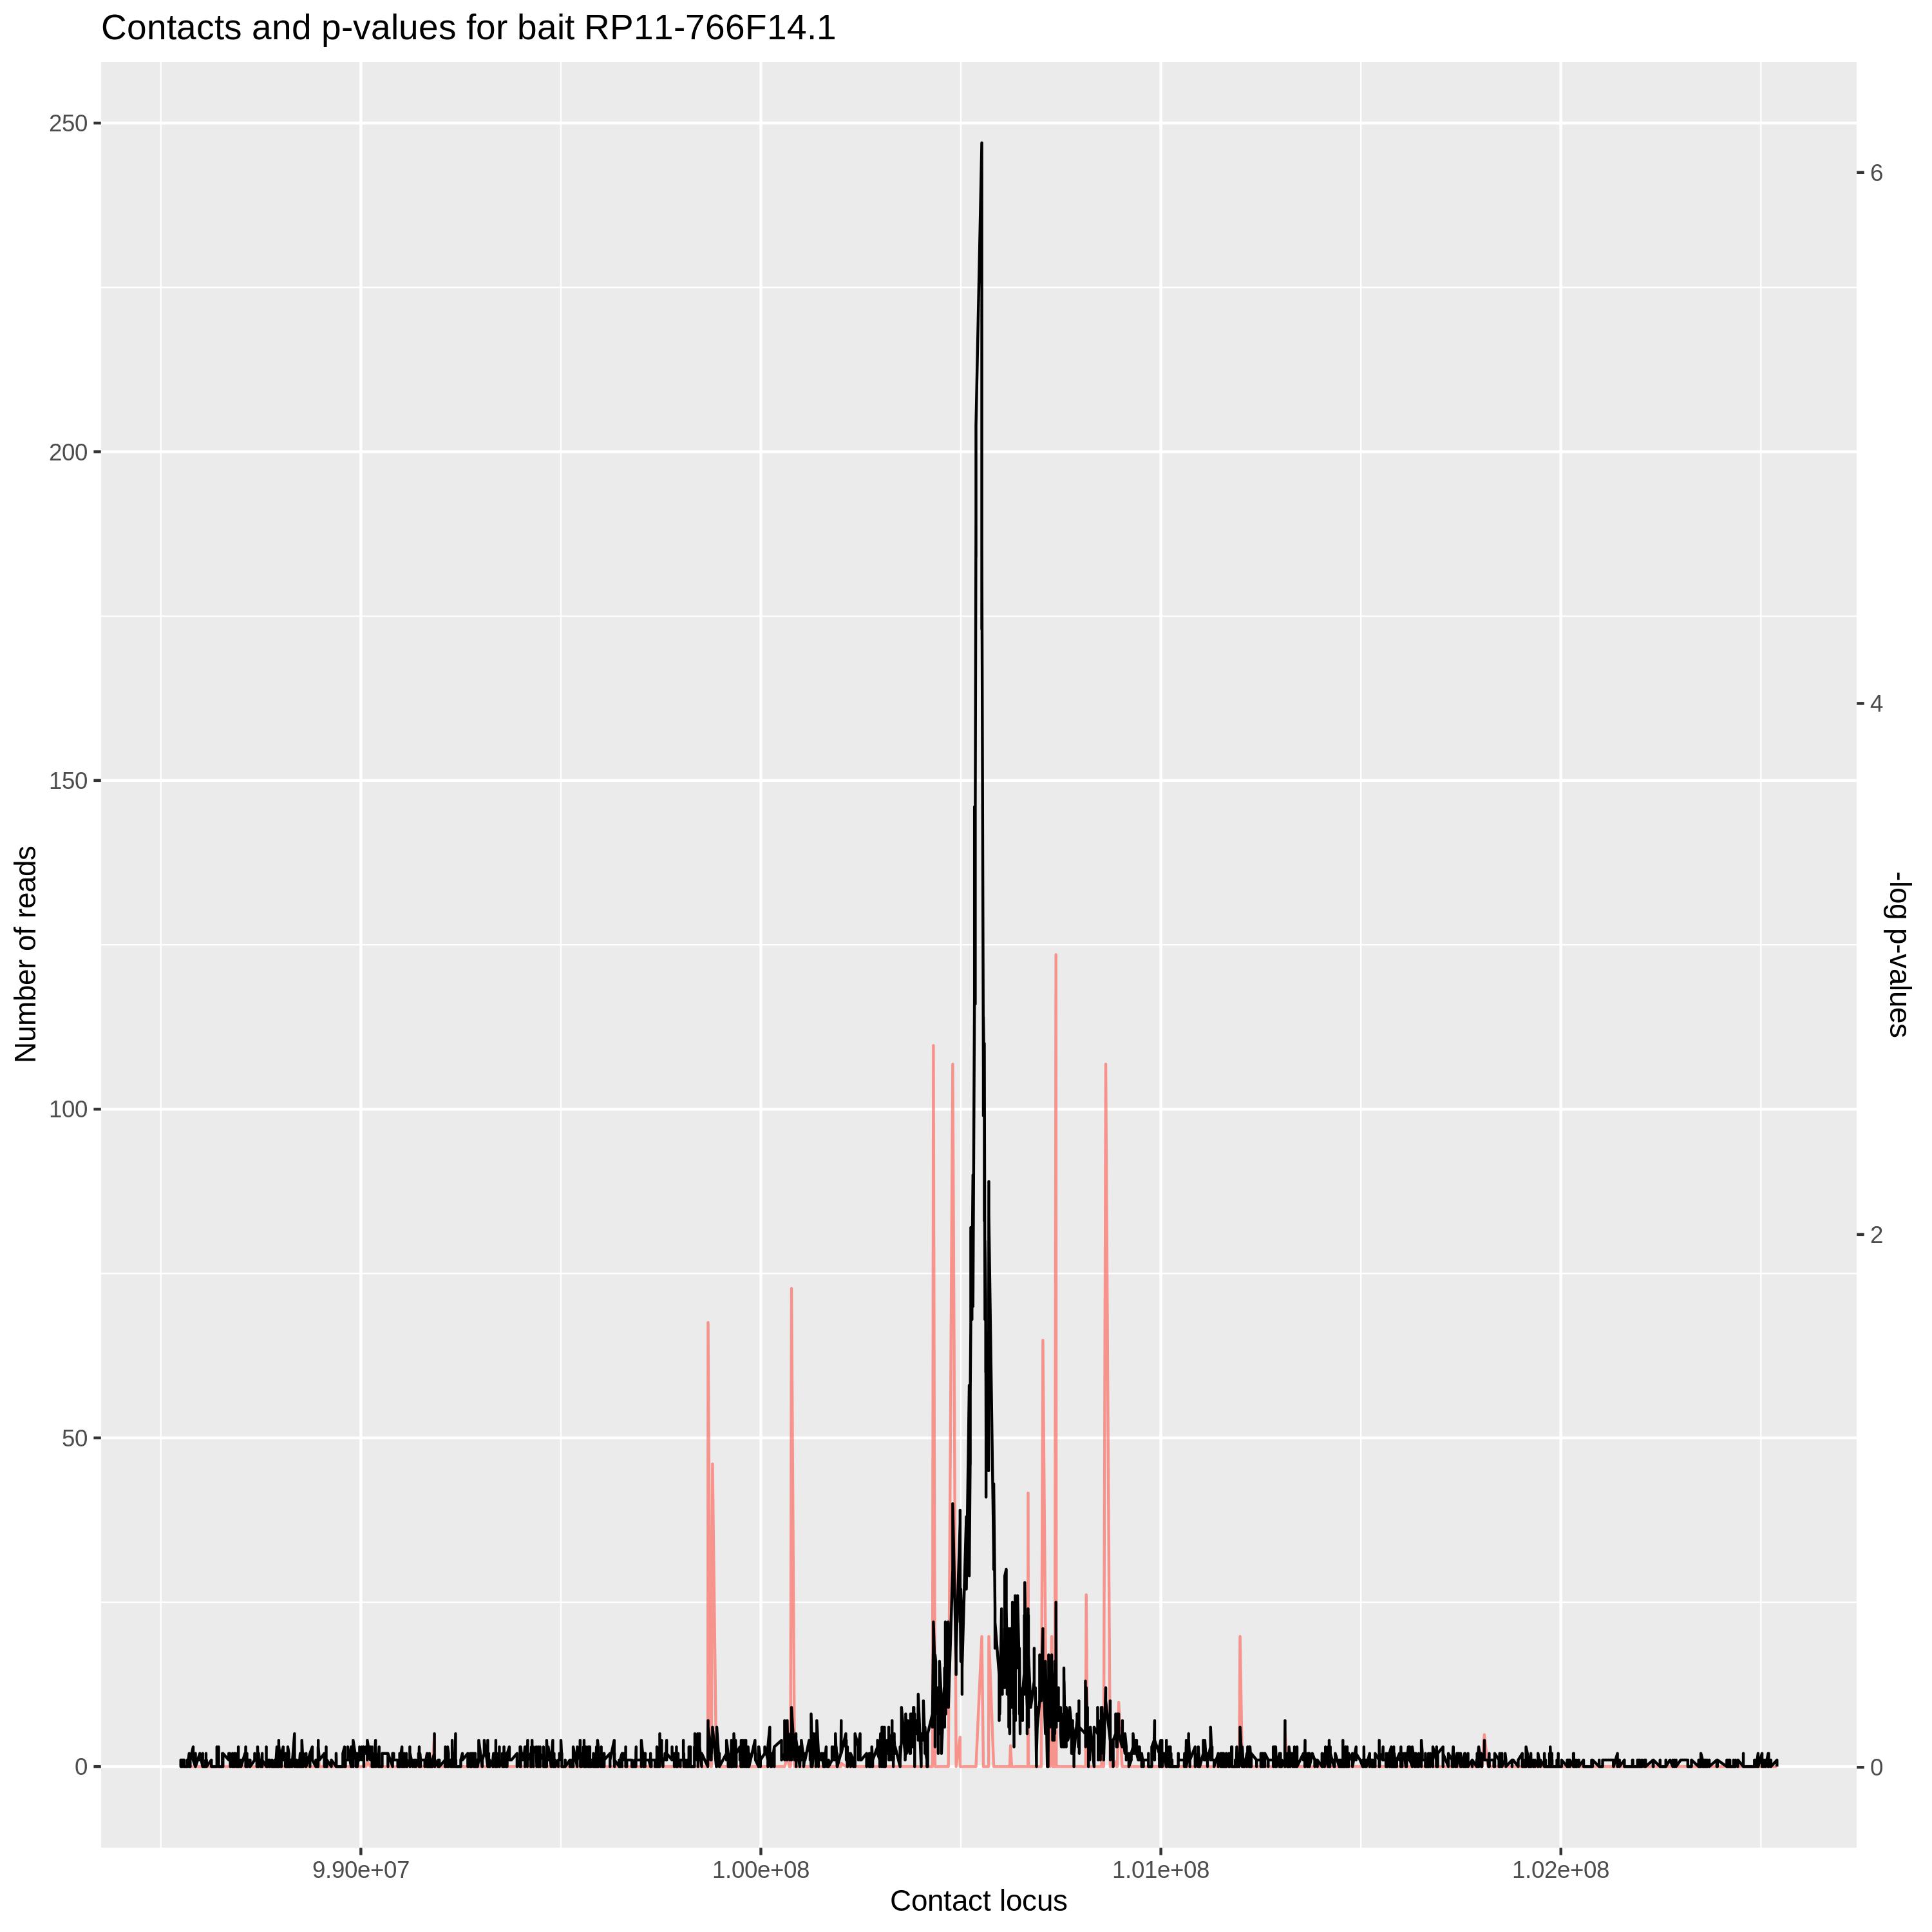 Contacts and p-values for bait RP11-766F14.1
250
200
150
100
50
0
Number of reads
6
4
2
0
-log p-values
9.90e+07 1.00e+08 1.01e+08 1.02e+08
Contact locus